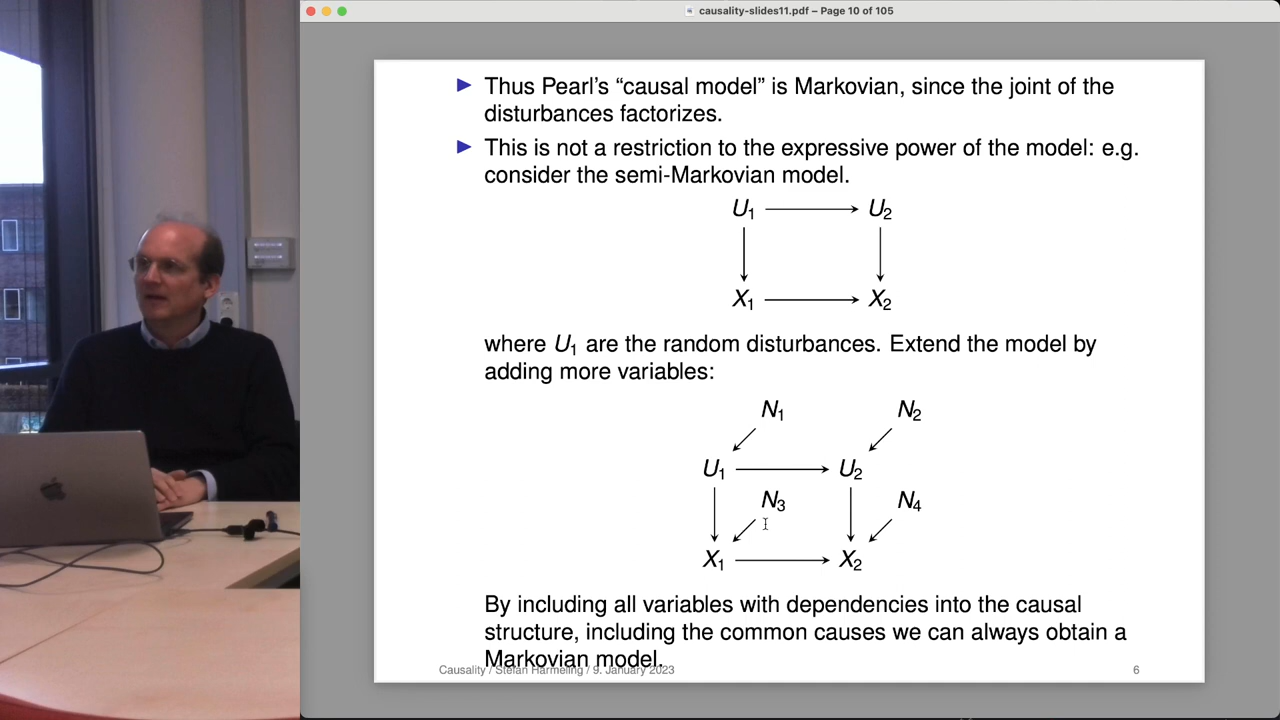 causality-slides11.pdf – Page 10 of 105
▶ Thus Pearl's “causal model” is Markovian, since the joint of the
disturbances factorizes.
▶ This is not a restriction to the expressive power of the model: e.g.
consider the semi-Markovian model.
U1 → U2
X1 → X2
where U1 are the random disturbances. Extend the model by
adding more variables:
N1 N2
U1 → U2
N3 N4
X1 → X2
By including all variables with dependencies into the causal
structure, including the common causes we can always obtain a
Markovian model.
Causality / Stefan Harmeling / 9. January 2023 6